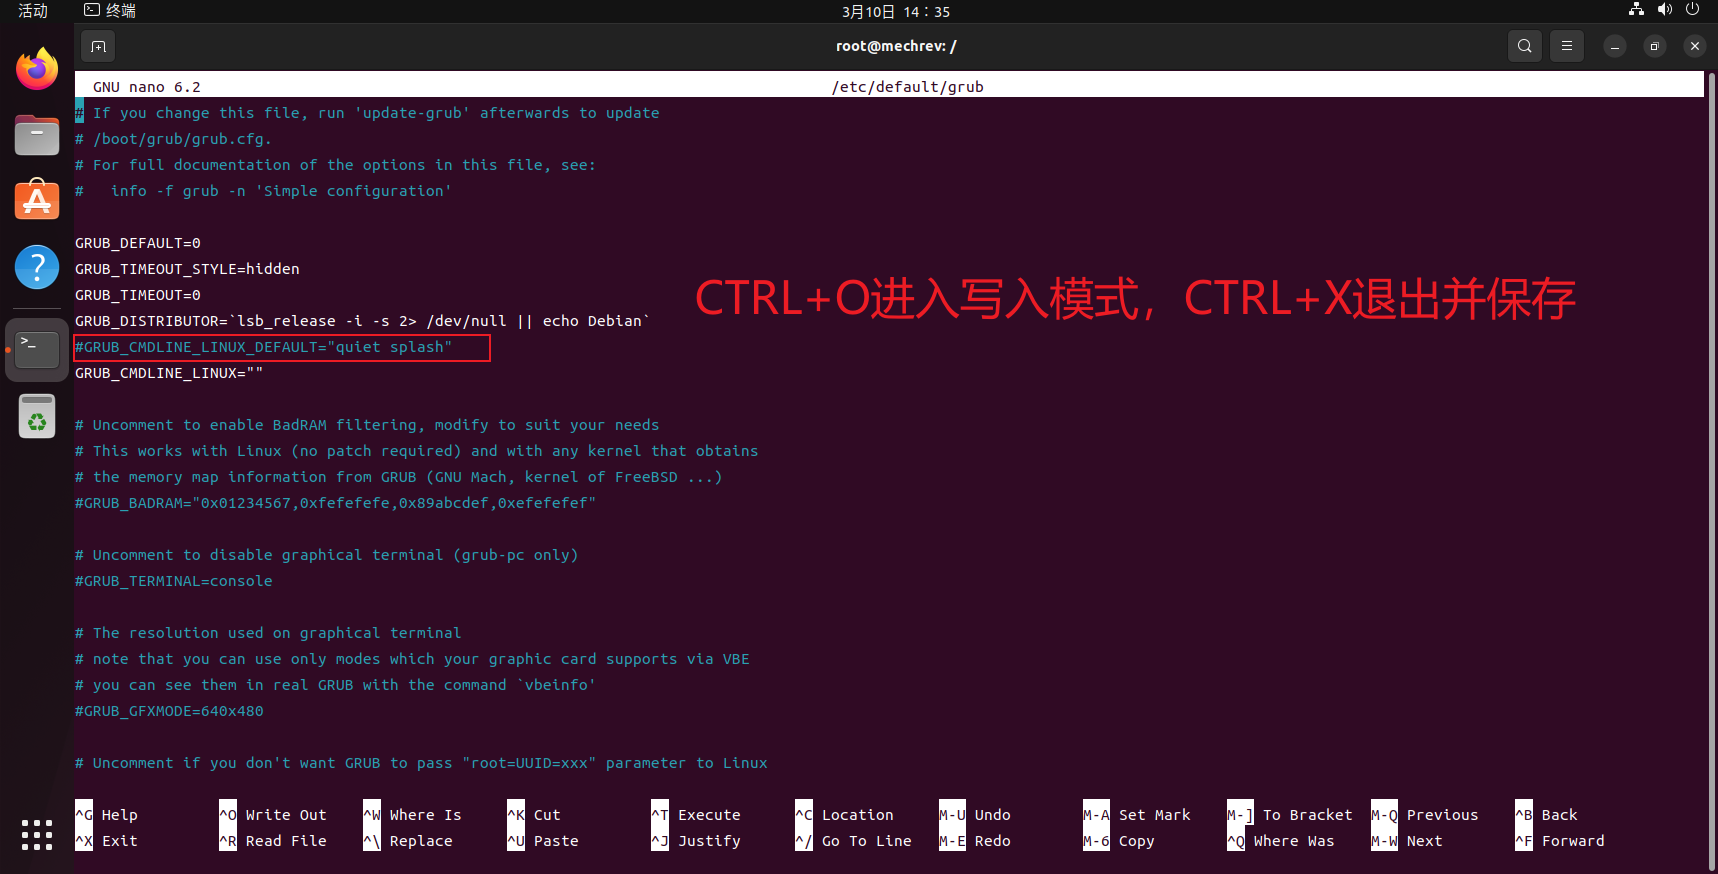 活动 终端 3月10日 14：35
root@mechrev: /
GNU nano 6.2 /etc/default/grub
# If you change this file, run 'update-grub' afterwards to update
# /boot/grub/grub.cfg.
# For full documentation of the options in this file, see:
#   info -f grub -n 'Simple configuration'
GRUB_DEFAULT=0
GRUB_TIMEOUT_STYLE=hidden
GRUB_TIMEOUT=0
CTRL+O进入写入模式，CTRL+X退出并保存
GRUB_DISTRIBUTOR=`lsb_release -i -s 2> /dev/null || echo Debian`
#GRUB_CMDLINE_LINUX_DEFAULT="quiet splash"
GRUB_CMDLINE_LINUX=""
# Uncomment to enable BadRAM filtering, modify to suit your needs
# This works with Linux (no patch required) and with any kernel that obtains
# the memory map information from GRUB (GNU Mach, kernel of FreeBSD ...)
#GRUB_BADRAM="0x01234567,0xfefefefe,0x89abcdef,0xefefefef"
# Uncomment to disable graphical terminal (grub-pc only)
#GRUB_TERMINAL=console
# The resolution used on graphical terminal
# note that you can use only modes which your graphic card supports via VBE
# you can see them in real GRUB with the command `vbeinfo'
#GRUB_GFXMODE=640x480
# Uncomment if you don't want GRUB to pass "root=UUID=xxx" parameter to Linux
^G Help ^O Write Out ^W Where Is ^K Cut ^T Execute ^C Location M-U Undo M-A Set Mark M-] To Bracket M-Q Previous ^B Back
^X Exit ^R Read File ^\ Replace ^U Paste ^J Justify ^/ Go To Line M-E Redo M-6 Copy ^Q Where Was M-W Next ^F Forward